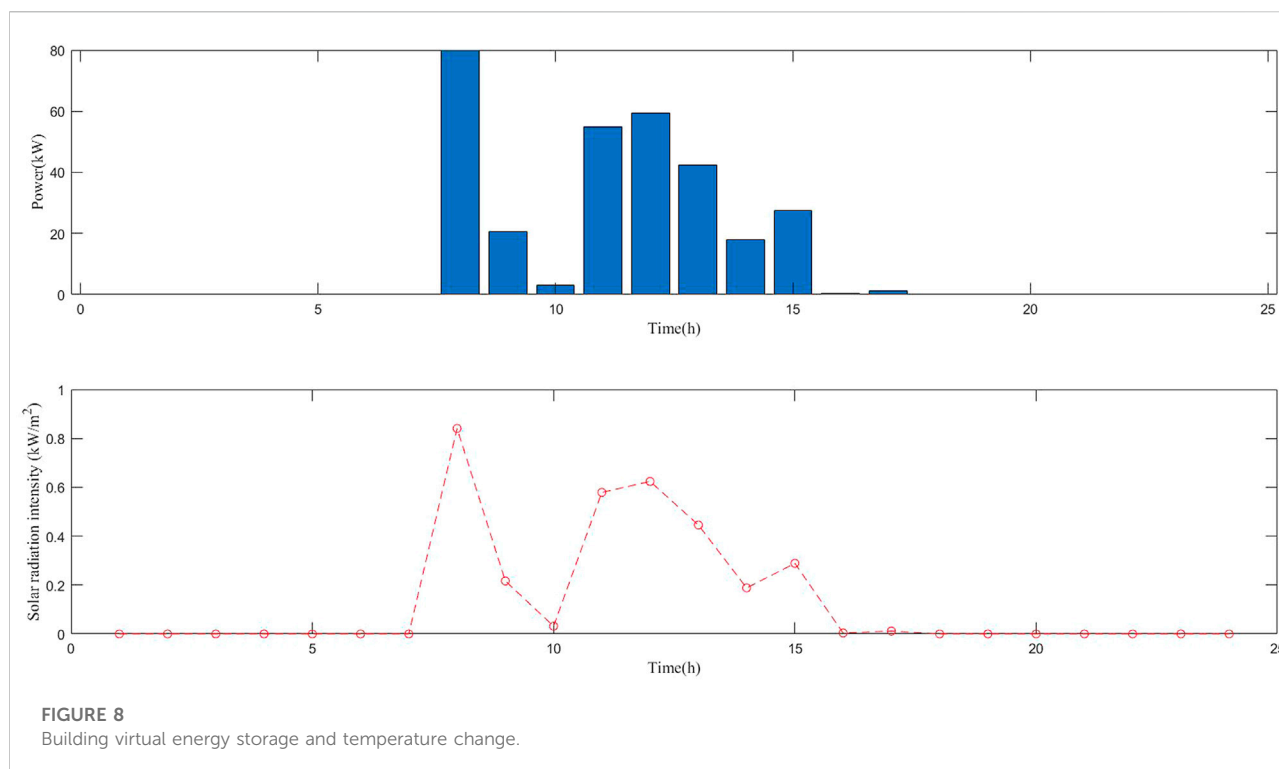 80
60
40
20
0
Power(kW)
0 5 10 15 20 25
Time(h)
1
0.8
0.6
0.4
0.2
0
Solar radiation intensity (kW/m²)
0 5 10 15 20 25
Time(h)
FIGURE 8
Building virtual energy storage and temperature change.